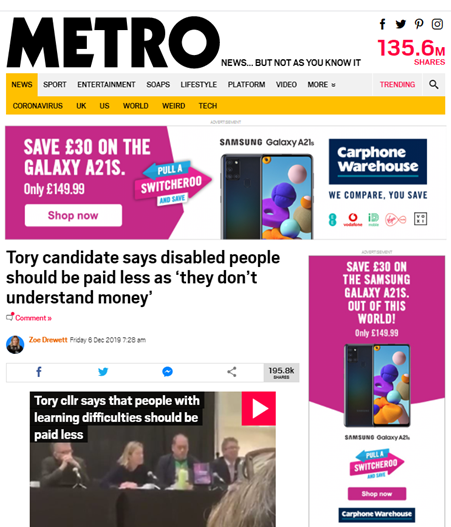 METRO
NEWS... BUT NOT AS YOU KNOW IT
135.6M
SHARES
NEWS SPORT ENTERTAINMENT SOAPS LIFESTYLE PLATFORM VIDEO MORE TRENDING
CORONAVIRUS UK US WORLD WEIRD TECH
ADVERTISEMENT
SAVE £30 ON THE
GALAXY A21S.
Only £149.99
Shop now
PULL A
SWITCHEROO
AND SAVE
SAMSUNG Galaxy A21s
Carphone
Warehouse
WE COMPARE, YOU SAVE
vodafone
iD
VOXI
Tory candidate says disabled people
should be paid less as ‘they don’t
understand money’
Comment »
Zoe Drewett Friday 6 Dec 2019 7:28 am
195.8k
SHARES
Tory cllr says that people with
learning difficulties should be
paid less
ADVERTISEMENT
SAVE £30 ON
THE SAMSUNG
GALAXY A21S.
OUT OF THIS
WORLD!
Only £149.99
SAMSUNG Galaxy A21s
PULL A
SWITCHEROO
AND SAVE
Shop now
Carphone Warehouse